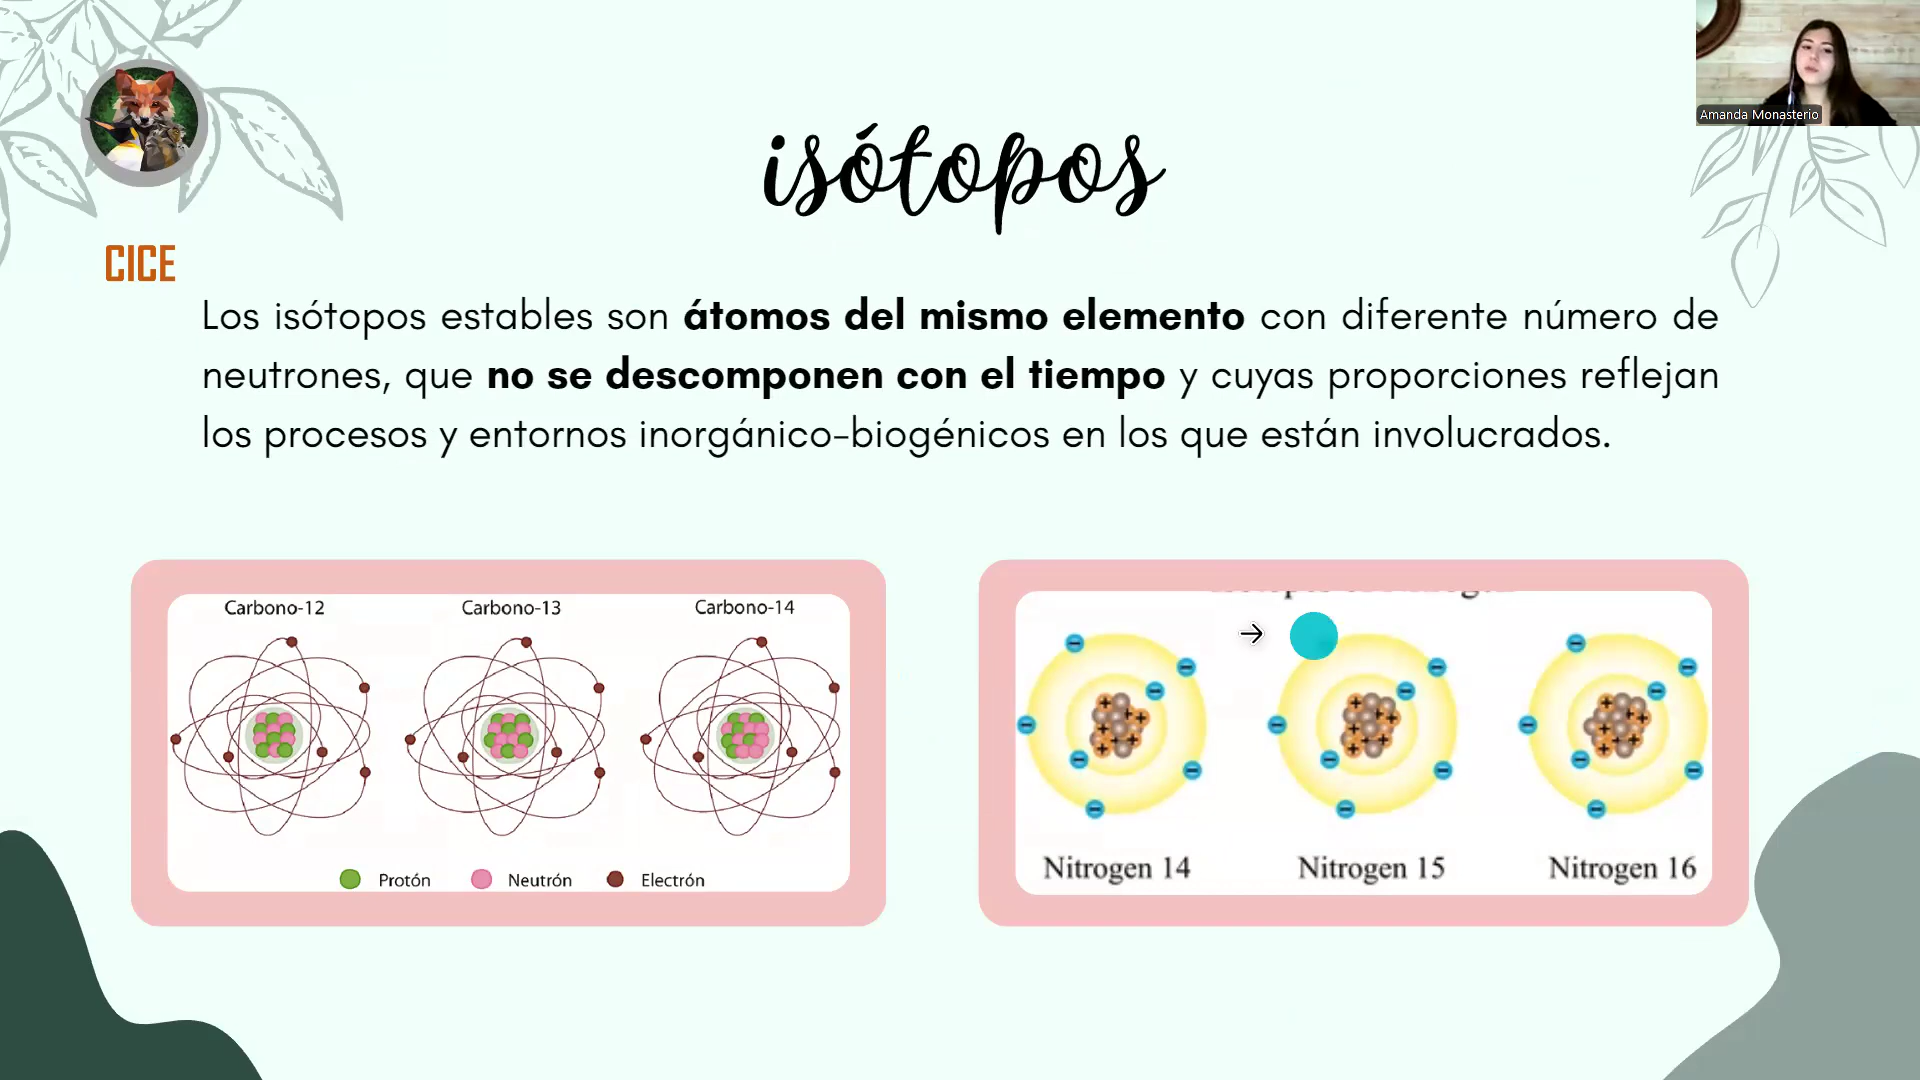 Amanda Monasterio
isótopos
CICE
Los isótopos estables son átomos del mismo elemento con diferente número de
neutrones, que no se descomponen con el tiempo y cuyas proporciones reflejan
los procesos y entornos inorgánico-biogénicos en los que están involucrados.
Carbono-12 Carbono-13 Carbono-14
Protón Neutrón Electrón
Nitrogen 14 Nitrogen 15 Nitrogen 16